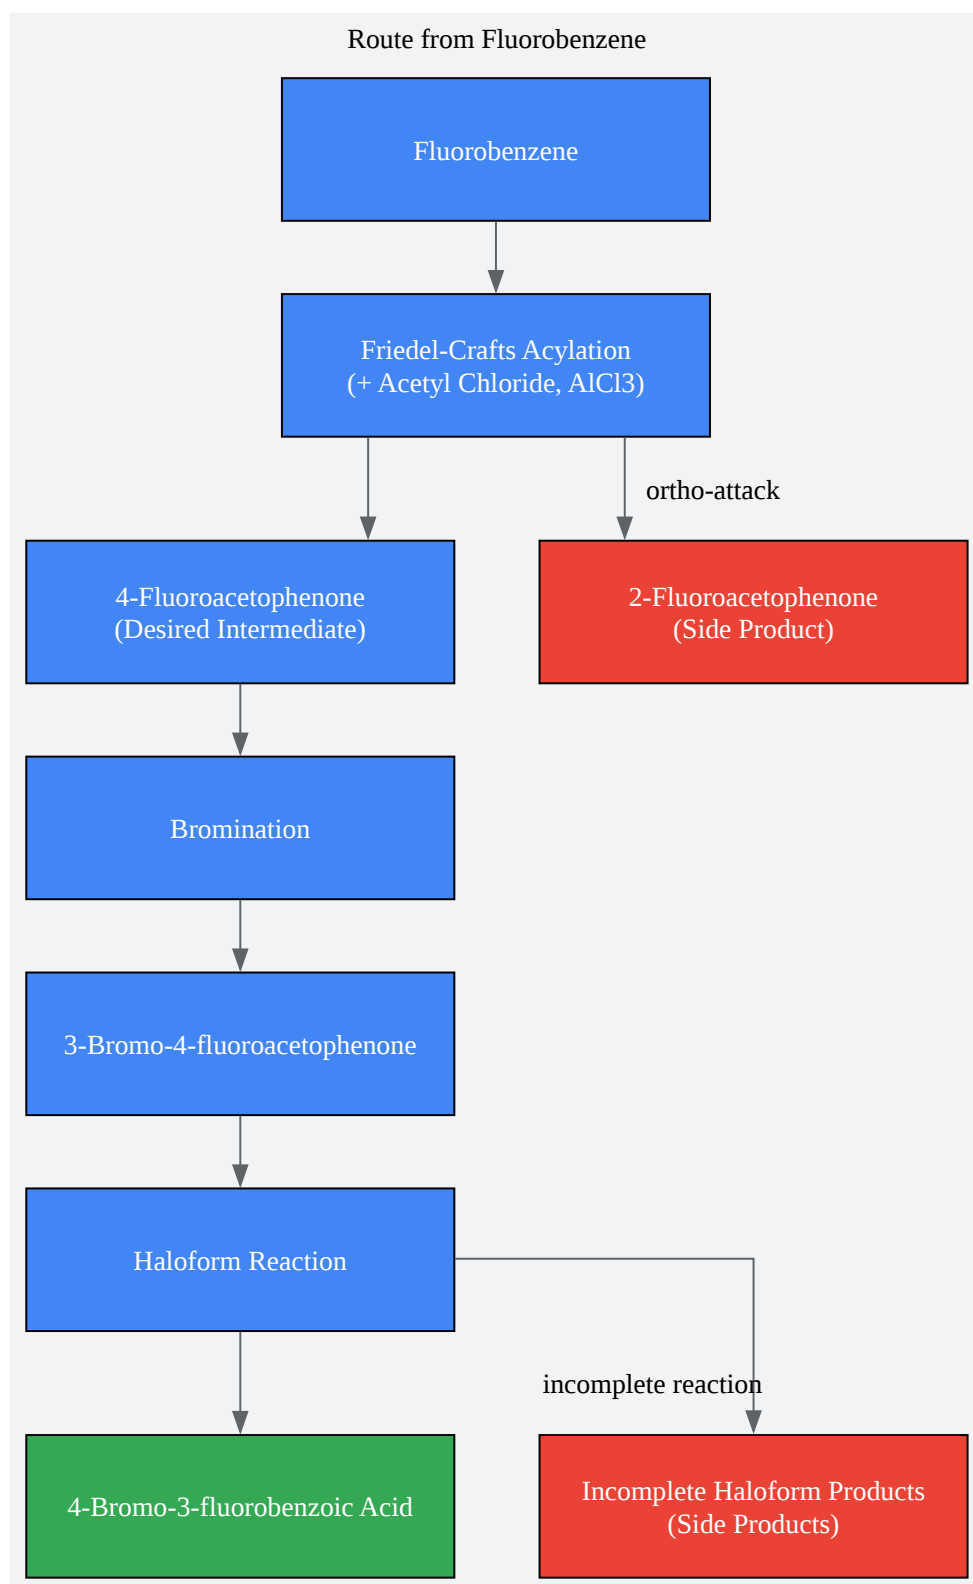 Route from Fluorobenzene
Fluorobenzene
Friedel-Crafts Acylation
(+ Acetyl Chloride, AlCl3)
ortho-attack
4-Fluoroacetophenone
(Desired Intermediate)
2-Fluoroacetophenone
(Side Product)
Bromination
3-Bromo-4-fluoroacetophenone
Haloform Reaction
incomplete reaction
4-Bromo-3-fluorobenzoic Acid
Incomplete Haloform Products
(Side Products)